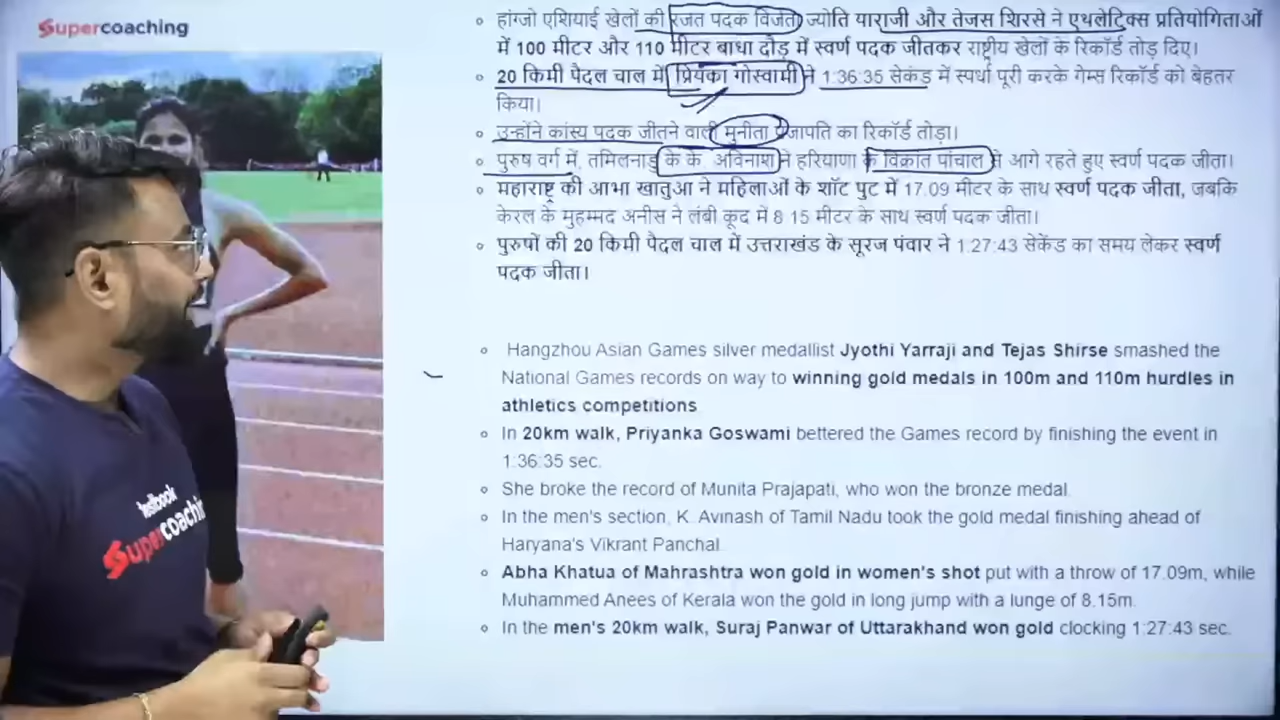 Supercoaching
हांग्जो एशियाई खेलों की रजत पदक विजेता ज्योति याराजी और तेजस शिरसे ने एथलेटिक्स प्रतियोगिताओं
में 100 मीटर और 110 मीटर बाधा दौड़ में स्वर्ण पदक जीतकर राष्ट्रीय खेलों के रिकॉर्ड तोड़ दिए।
20 किमी पैदल चाल में प्रियंका गोस्वामी ने 1:36:35 सेकंड में स्पर्धा पूरी करके गेम्स रिकॉर्ड को बेहतर
किया।
उन्होंने कांस्य पदक जीतने वाली मुनीता प्रजापति का रिकॉर्ड तोड़ा।
पुरुष वर्ग में, तमिलनाडु के के. अविनाश ने हरियाणा के विक्रांत पांचाल से आगे रहते हुए स्वर्ण पदक जीता।
महाराष्ट्र की आभा खातुआ ने महिलाओं के शॉट पुट में 17.09 मीटर के साथ स्वर्ण पदक जीता, जबकि
केरल के मुहम्मद अनीस ने लंबी कूद में 8.15 मीटर के साथ स्वर्ण पदक जीता।
पुरुषों की 20 किमी पैदल चाल में उत्तराखंड के सूरज पंवार ने 1:27:43 सेकेंड का समय लेकर स्वर्ण
पदक जीता।
Hangzhou Asian Games silver medallist Jyothi Yarraji and Tejas Shirse smashed the
National Games records on way to winning gold medals in 100m and 110m hurdles in
athletics competitions
In 20km walk, Priyanka Goswami bettered the Games record by finishing the event in
1:36:35 sec.
She broke the record of Munita Prajapati, who won the bronze medal.
In the men's section, K. Avinash of Tamil Nadu took the gold medal finishing ahead of
Haryana's Vikrant Panchal.
Abha Khatua of Mahrashtra won gold in women's shot put with a throw of 17.09m, while
Muhammed Anees of Kerala won the gold in long jump with a lunge of 8.15m.
In the men's 20km walk, Suraj Panwar of Uttarakhand won gold clocking 1:27:43 sec.
testbook
Supercoaching